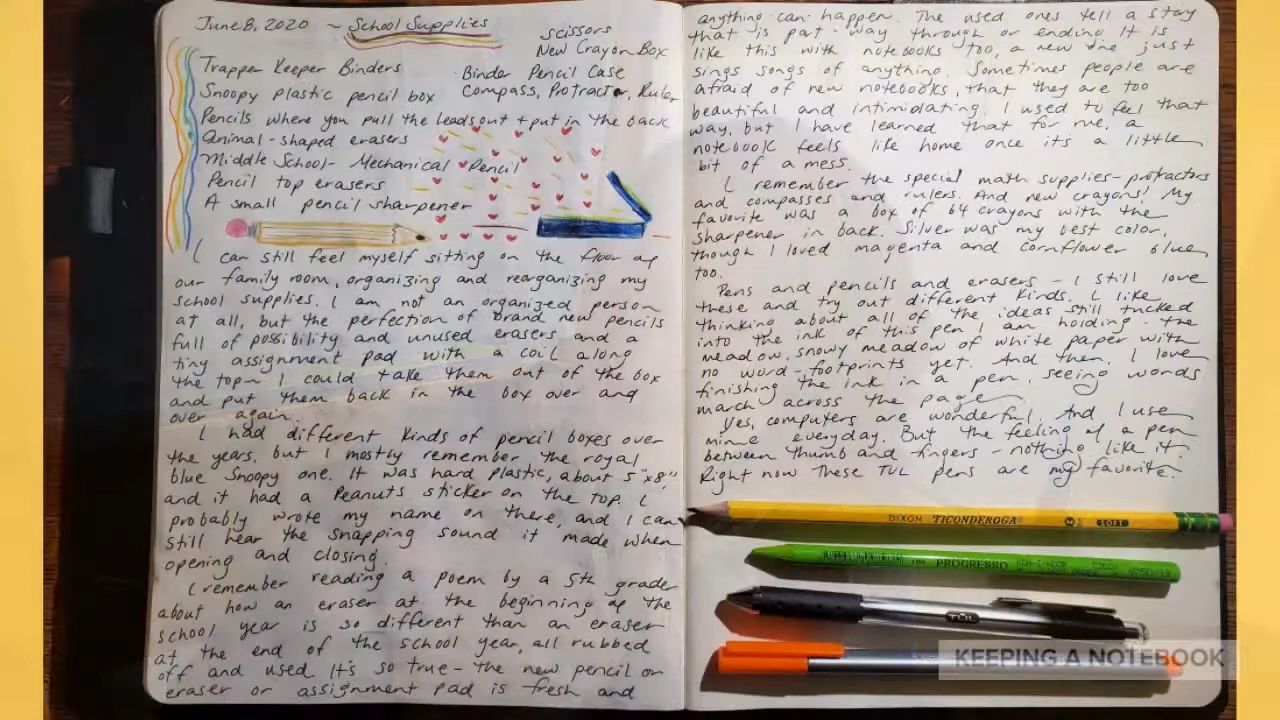 June 8, 2020 ~ School Supplies
scissors
New Crayon Box
Binder Pencil Case
Compass, Protractor, Ruler
Trapper Keeper Binders
Snoopy plastic pencil box
Pencils where you pull the leads out + put in the back
Animal-shaped erasers
Middle School- Mechanical Pencil
Pencil top erasers
A small pencil sharpener
I can still feel myself sitting on the floor of
our family room, organizing and reorganizing my
school supplies. I am not an organized person
at all, but the perfection of brand new pencils
full of possibility and unused erasers and a
tiny assignment pad with a coil along
the top~ I could take them out of the box
and put them back in the box over and
over again.
I had different kinds of pencil boxes over
the years, but I mostly remember the royal
blue Snoopy one. It was hard plastic, about 5"x8",
and it had a Peanuts sticker on the top. I
probably wrote my name on there, and I can
still hear the snapping sound it made when
opening and closing.
I remember reading a poem by a 5th grader
about how an eraser at the beginning of the
school year is so different than an eraser
at the end of the school year, all rubbed
off and used. It's so true- the new pencil or
eraser or assignment pad is fresh and
anything can happen. The used ones tell a story
that is part-way through or ending. It is
like this with notebooks too, a new one just
sings songs of anything. Sometimes people are
afraid of new notebooks, that they are too
beautiful and intimidating. I used to feel that
way, but I have learned that for me, a
notebook feels like home once it's a little
bit of a mess.
I remember the special math supplies- protractors
and compasses and rulers. And new crayons! My
favorite was a box of 64 crayons with the
sharpener in back. Silver was my best color,
though I loved magenta and cornflower blue
too.
Pens and pencils and erasers - I still love
these and try out different kinds. I like
thinking about all of the ideas still tucked
into the ink of this pen I am holding. The
meadow, snowy meadow of white paper with
no word-footprints yet. And then, I love
finishing the ink in a pen, seeing words
march across the page.
Yes, computers are wonderful. And I use
mine everyday. But the feeling of a pen
between thumb and fingers - nothing like it.
Right now these TUL pens are my favorite.
DIXON TICONDEROGA SOFT
PROGRESSO
TUL
KEEPING A NOTEBOOK